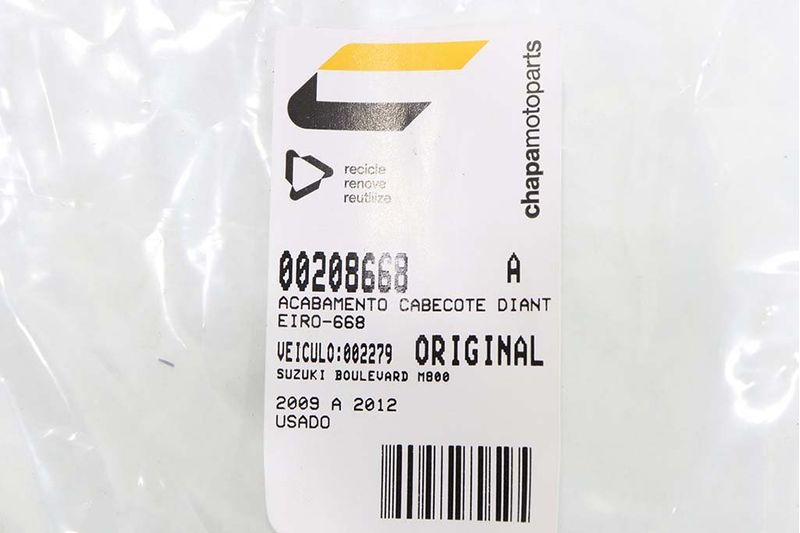 chapamotoparts
recicle
renove
reutilize
00208668 A
ACABAMENTO CABECOTE DIANT
EIRO-668
VEICULO:002279 ORIGINAL
SUZUKI BOULEVARD M800
2009 A 2012
USADO